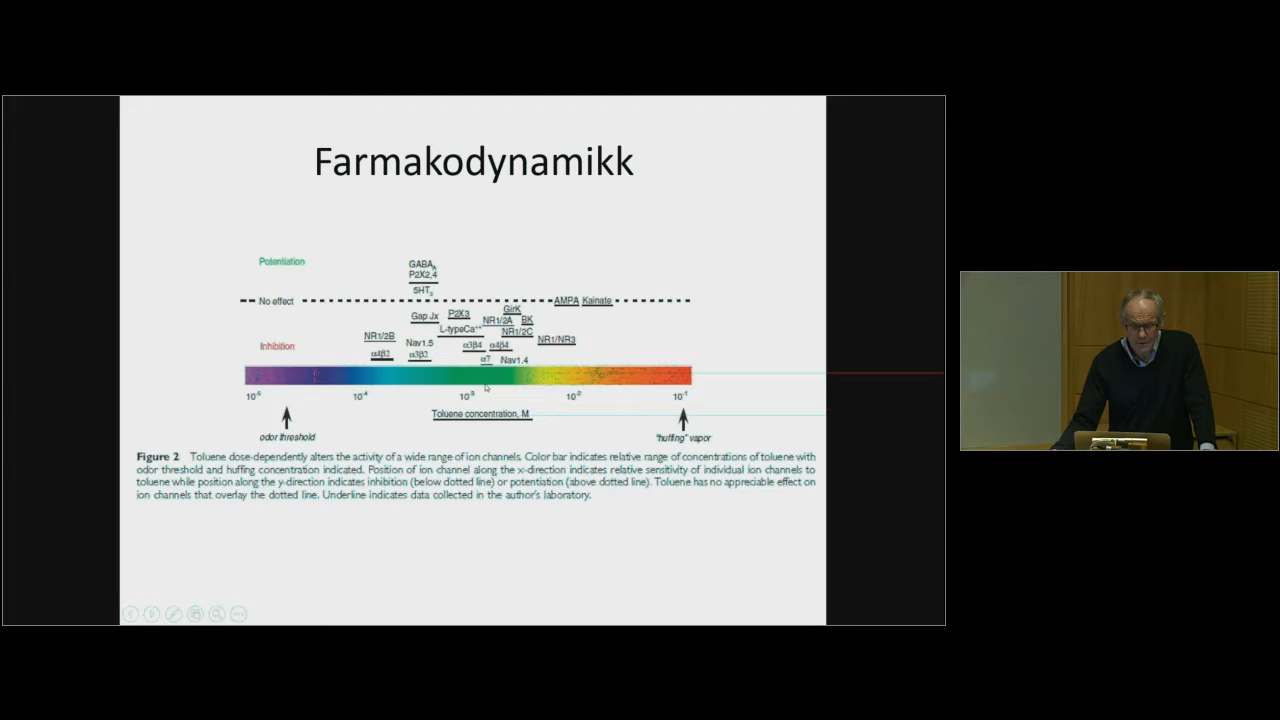 Farmakodynamikk
Potentiation
GABAA
P2X2,4
5HT3
No effect
AMPA Kainate
GirK
Gap Jx P2X3 NR1/2A BK
L-typeCa++ NR1/2C
NR1/2B Nav1.5 NR1/NR3
Inhibition α4β2 α3β2 α3β4 α4β4
α7 Nav1.4
10-5 10-4 10-3 10-2 10-1
Toluene concentration, M
odor threshold "huffing" vapor
Figure 2 Toluene dose-dependently alters the activity of a wide range of ion channels. Color bar indicates relative range of concentrations of toluene with
odor threshold and huffing concentration indicated. Position of ion channel along the x-direction indicates relative sensitivity of individual ion channels to
toluene while position along the y-direction indicates inhibition (below dotted line) or potentiation (above dotted line). Toluene has no appreciable effect on
ion channels that overlay the dotted line. Underline indicates data collected in the author's laboratory.